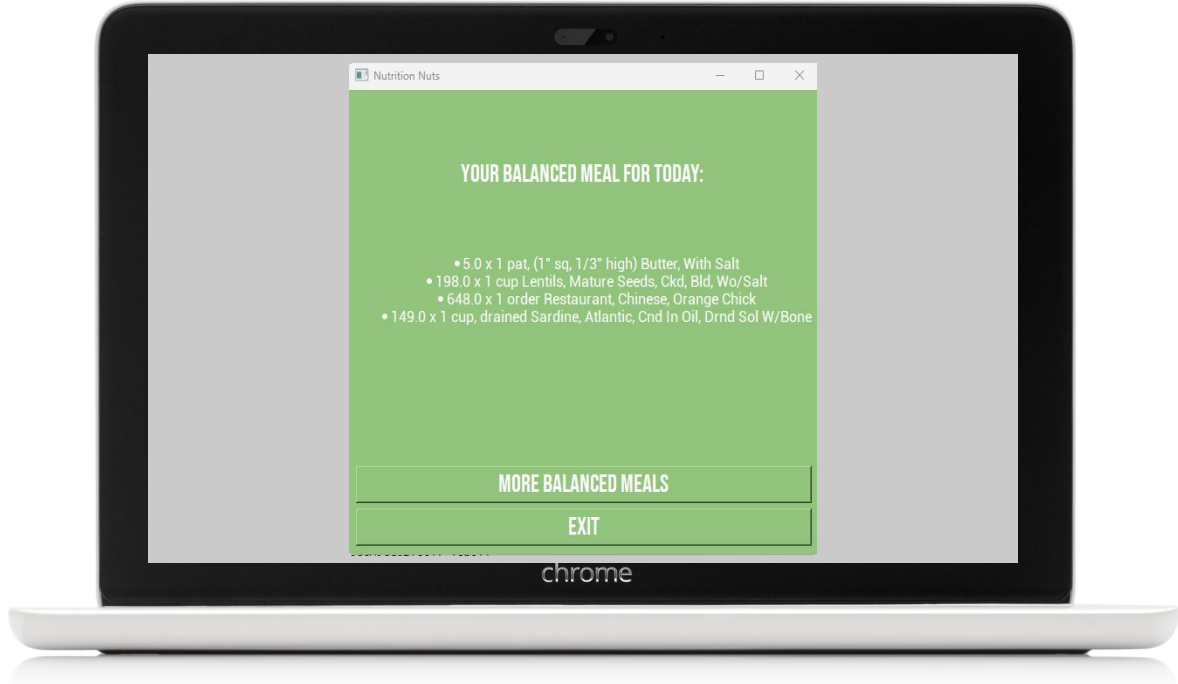 Nutrition Nuts
YOUR BALANCED MEAL FOR TODAY:
• 5.0 x 1 pat, (1" sq, 1/3" high) Butter, With Salt
• 198.0 x 1 cup Lentils, Mature Seeds, Ckd, Bld, Wo/Salt
• 648.0 x 1 order Restaurant, Chinese, Orange Chick
• 149.0 x 1 cup, drained Sardine, Atlantic, Cnd In Oil, Drnd Sol W/Bone
MORE BALANCED MEALS
EXIT
chrome